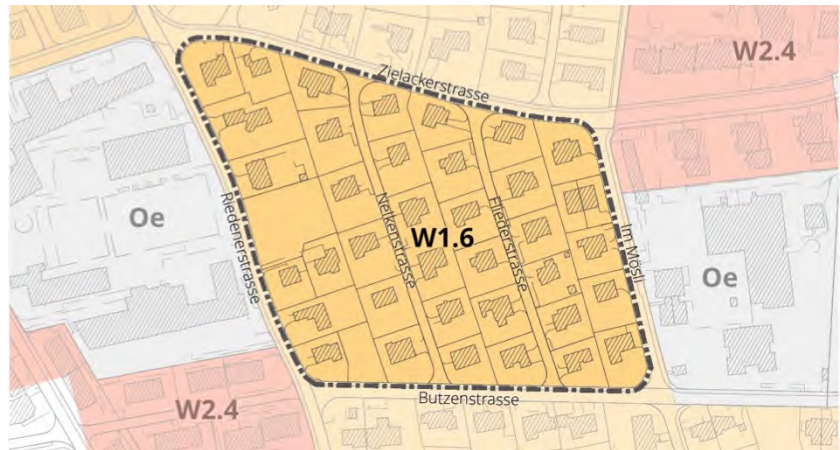 W2.4
Zielackerstrasse
Oe
Riedenerstrasse
Nelkenstrasse
W1.6
Fliederstrasse
Im Mösli
Oe
Butzenstrasse
W2.4